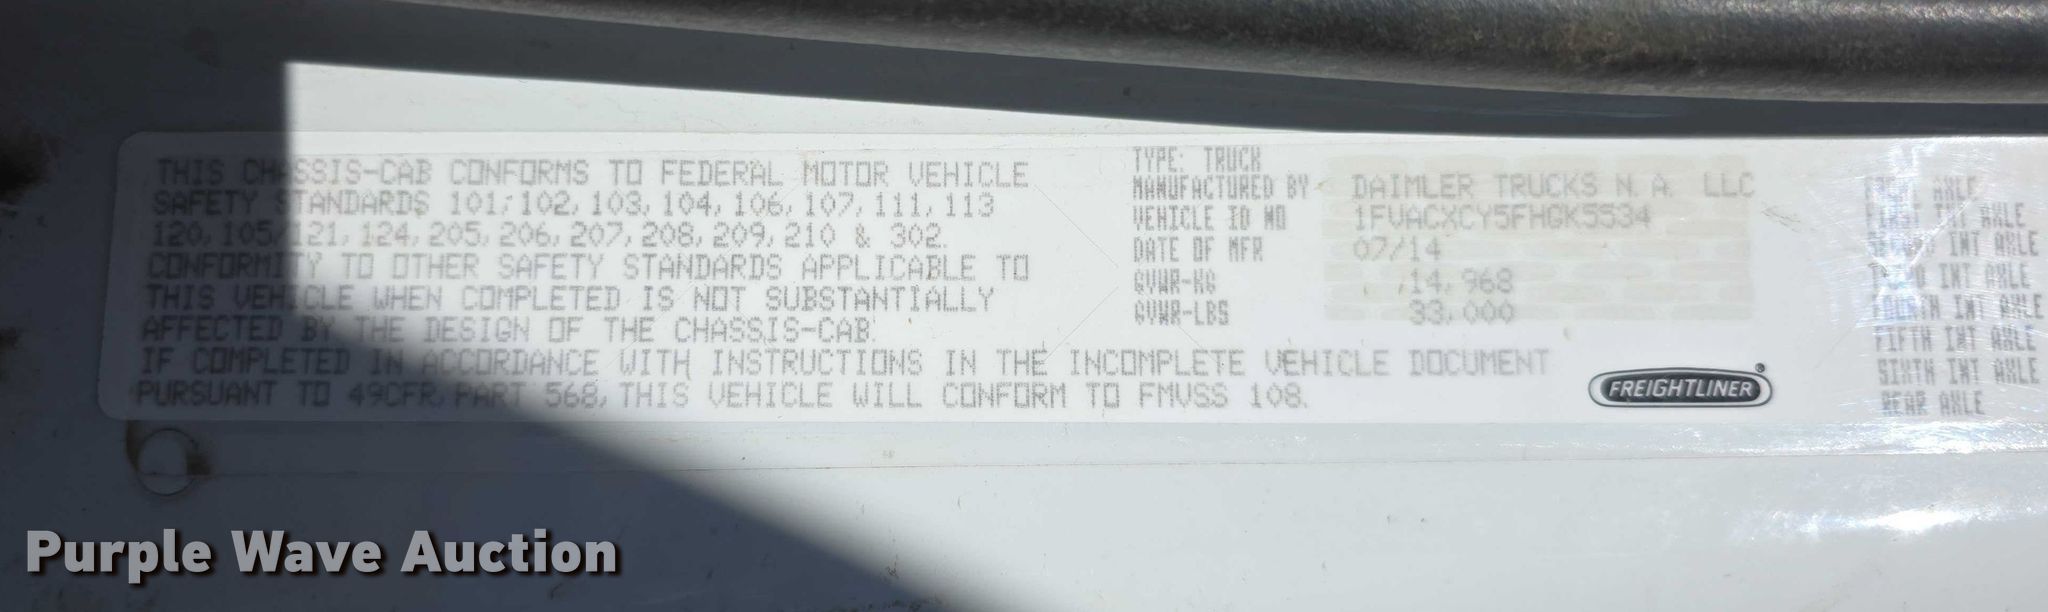 THIS CHASSIS-CAB CONFORMS TO FEDERAL MOTOR VEHICLE
SAFETY STANDARDS 101, 102, 103, 104, 106, 107, 111, 113
120, 105/121, 124, 205, 206, 207, 208, 209, 210 & 302.
CONFORMITY TO OTHER SAFETY STANDARDS APPLICABLE TO
THIS VEHICLE WHEN COMPLETED IS NOT SUBSTANTIALLY
AFFECTED BY THE DESIGN OF THE CHASSIS-CAB.
IF COMPLETED IN ACCORDANCE WITH INSTRUCTIONS IN THE INCOMPLETE VEHICLE DOCUMENT
PURSUANT TO 49CFR, PART 568, THIS VEHICLE WILL CONFORM TO FMVSS 108.
TYPE: TRUCK
MANUFACTURED BY DAIMLER TRUCKS N.A. LLC
VEHICLE ID NO 1FVACXCY5FHGK5534
DATE OF MFR 07/14
GVWR-KG 14,968
GVWR-LBS 33,000
FREIGHTLINER®
FRONT AXLE
FIRST INT AXLE
SECOND INT AXLE
THIRD INT AXLE
FOURTH INT AXLE
FIFTH INT AXLE
SIXTH INT AXLE
REAR AXLE
Purple Wave Auction